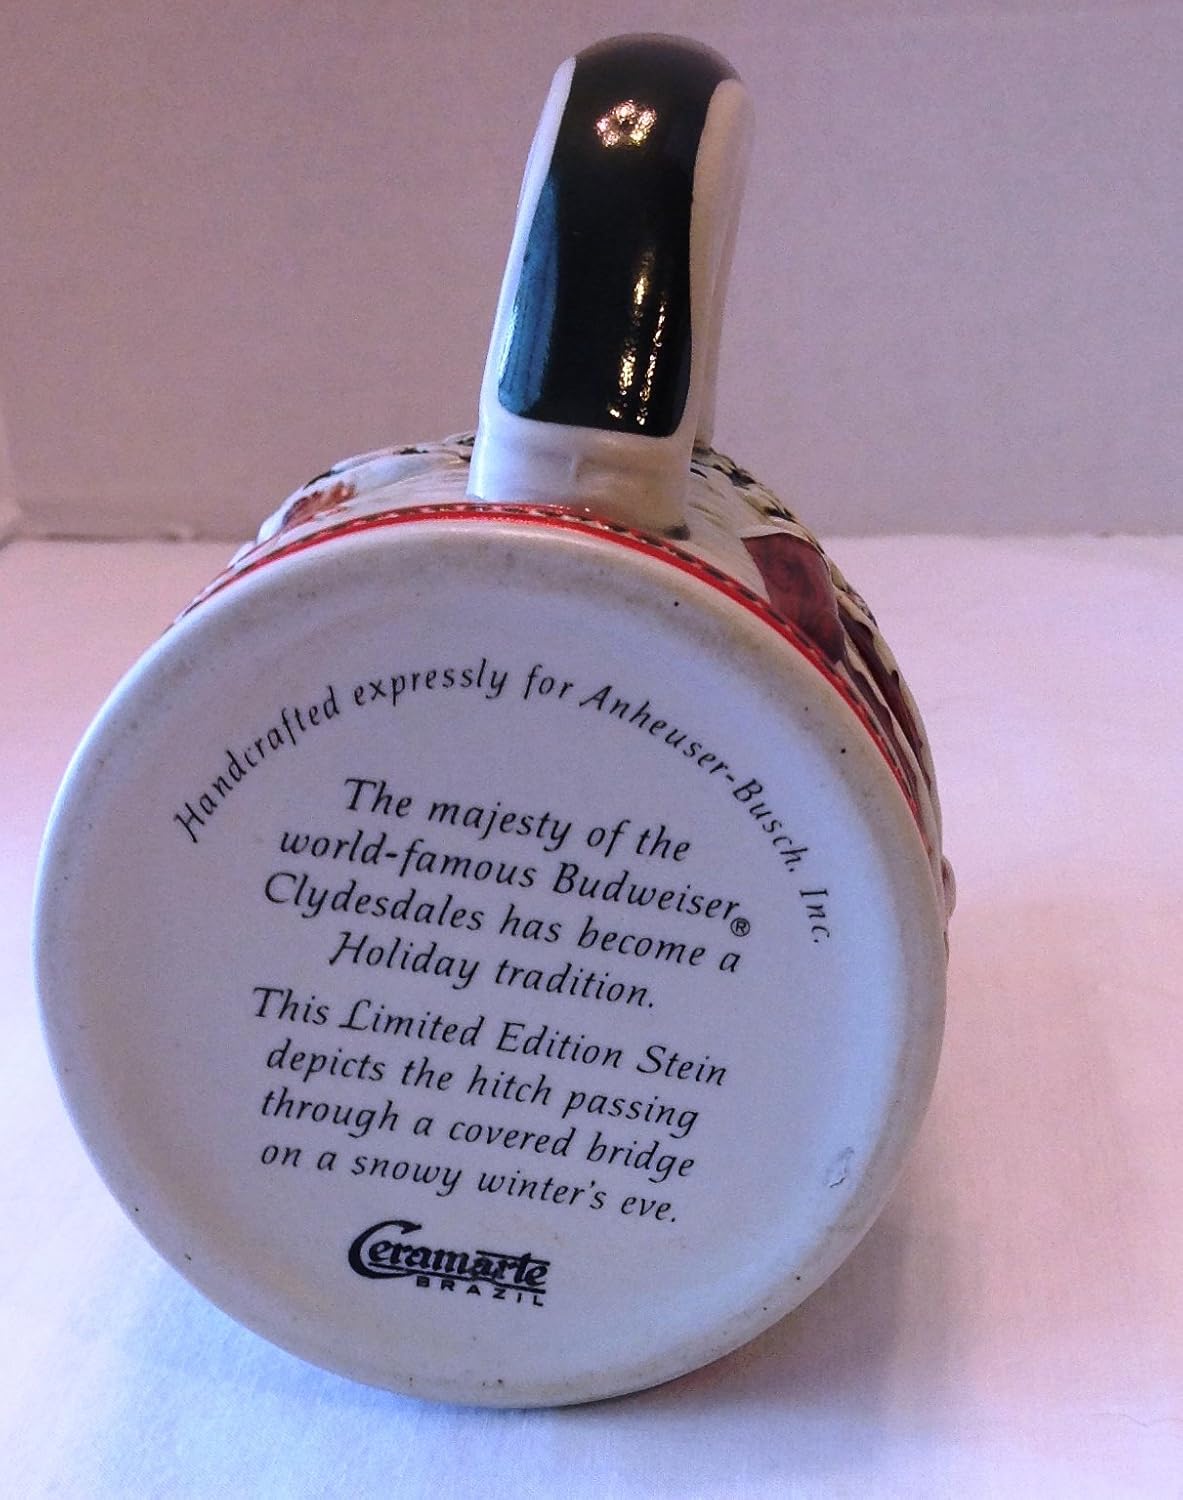 Handcrafted expressly for Anheuser-Busch, Inc.
The majesty of the
world-famous Budweiser®
Clydesdales has become a
Holiday tradition.
This Limited Edition Stein
depicts the hitch passing
through a covered bridge
on a snowy winter's eve.
Ceramarte
BRAZIL